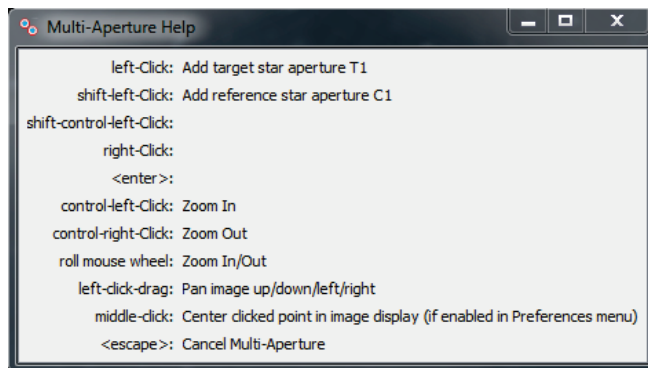 Multi-Aperture Help
left-Click: Add target star aperture T1
shift-left-Click: Add reference star aperture C1
shift-control-left-Click:
right-Click:
<enter>:
control-left-Click: Zoom In
control-right-Click: Zoom Out
roll mouse wheel: Zoom In/Out
left-click-drag: Pan image up/down/left/right
middle-click: Center clicked point in image display (if enabled in Preferences menu)
<escape>: Cancel Multi-Aperture